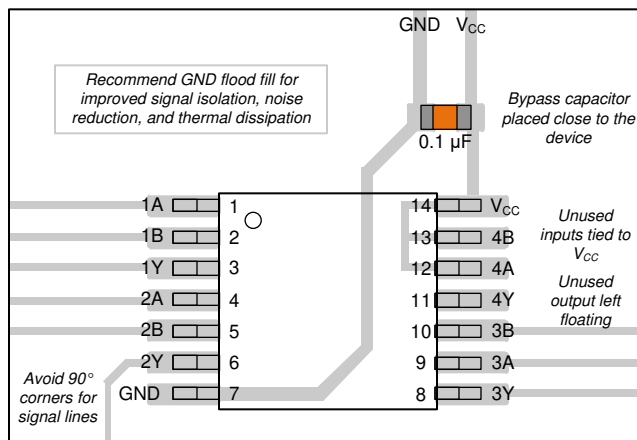 GND VCC
Recommend GND flood fill for
improved signal isolation, noise
reduction, and thermal dissipation
Bypass capacitor
placed close to the
device
0.1 µF
1A 1 14 VCC
1B 2 13 4B
1Y 3 12 4A
2A 4 11 4Y
2B 5 10 3B
2Y 6 9 3A
GND 7 8 3Y
Unused
inputs tied to
VCC
Unused
output left
floating
Avoid 90°
corners for
signal lines